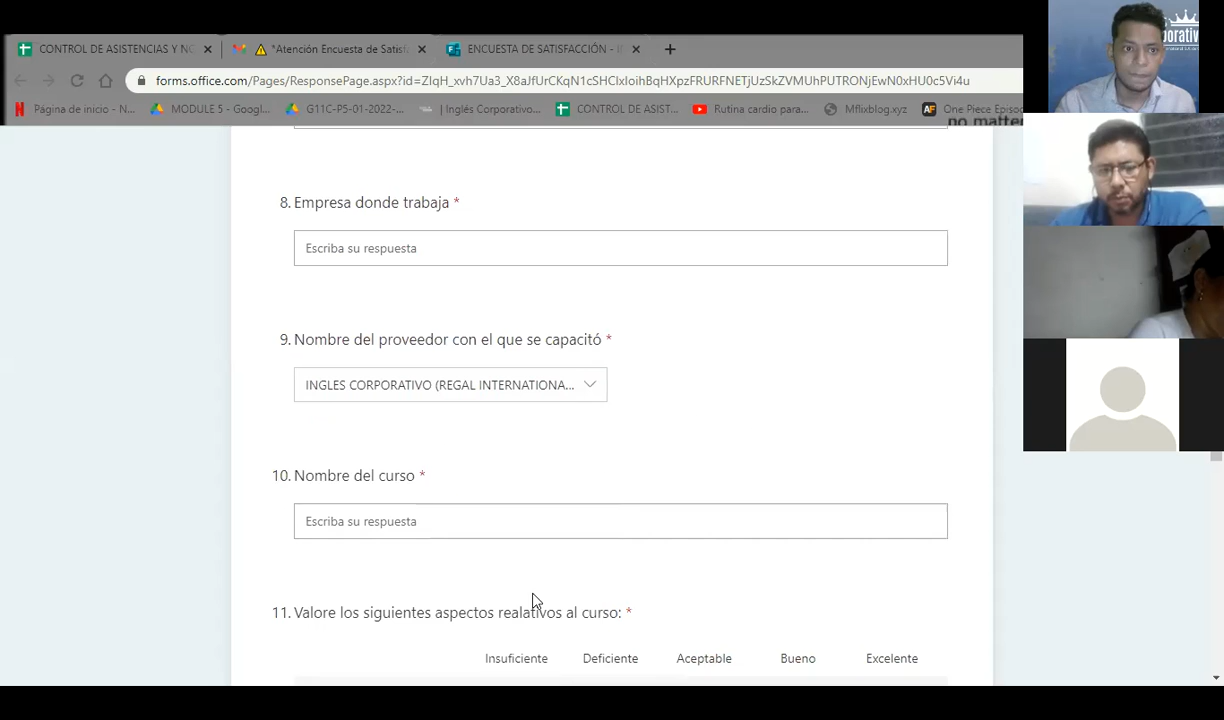 CONTROL DE ASISTENCIAS Y NO
*Atención Encuesta de Satisf
ENCUESTA DE SATISFACCIÓN - I
forms.office.com/Pages/ResponsePage.aspx?id=ZIqH_xvh7Ua3_X8aJfUrCKqN1cSHClxIoihBqHXpzFRURFNETjUzSkZVMUhPUTRONjEwN0xHU0c5Vi4u
Página de inicio - N...
MODULE 5 - Googl...
G11C-P5-01-2022-...
| Inglés Corporativo...
CONTROL DE ASIST...
Rutina cardio para...
Mflixblog.xyz
One Piece Episo
no matter
8. Empresa donde trabaja *
Escriba su respuesta
9. Nombre del proveedor con el que se capacitó *
INGLES CORPORATIVO (REGAL INTERNATIONA...
10. Nombre del curso *
Escriba su respuesta
11. Valore los siguientes aspectos realativos al curso: *
Insuficiente Deficiente Aceptable Bueno Excelente